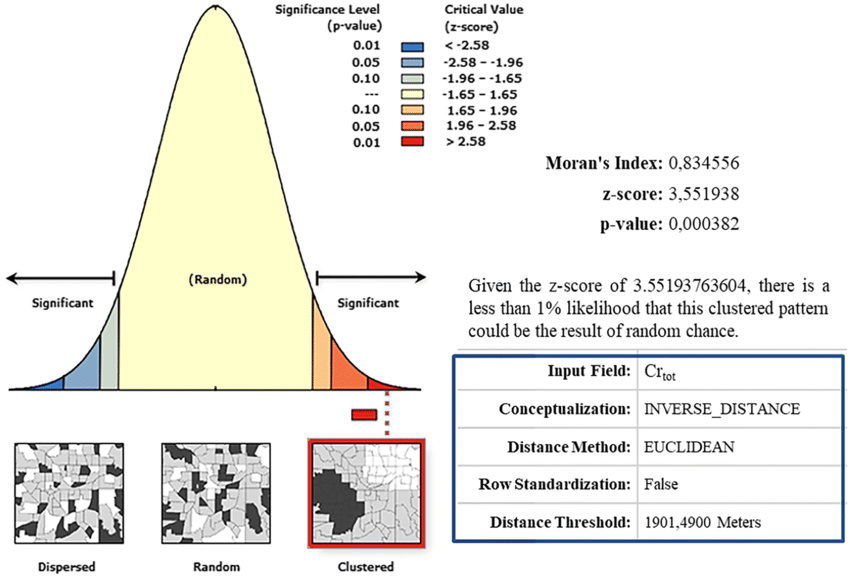 Significance Level (p-value) Critical Value (z-score)
0.01 < -2.58
0.05 -2.58 – -1.96
0.10 -1.96 – -1.65
--- -1.65 – 1.65
0.10 1.65 – 1.96
0.05 1.96 – 2.58
0.01 > 2.58
(Random)
Significant
Significant
Dispersed
Random
Clustered
Moran's Index: 0,834556
z-score: 3,551938
p-value: 0,000382
Given the z-score of 3.55193763604, there is a
less than 1% likelihood that this clustered pattern
could be the result of random chance.
Input Field: Crtot
Conceptualization: INVERSE_DISTANCE
Distance Method: EUCLIDEAN
Row Standardization: False
Distance Threshold: 1901,4900 Meters